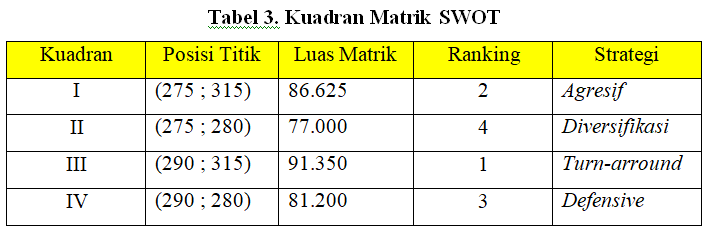 Tabel 3. Kuadran Matrik SWOT
Kuadran Posisi Titik Luas Matrik Ranking Strategi
I (275 ; 315) 86.625 2 Agresif
II (275 ; 280) 77.000 4 Diversifikasi
III (290 ; 315) 91.350 1 Turn-arround
IV (290 ; 280) 81.200 3 Defensive